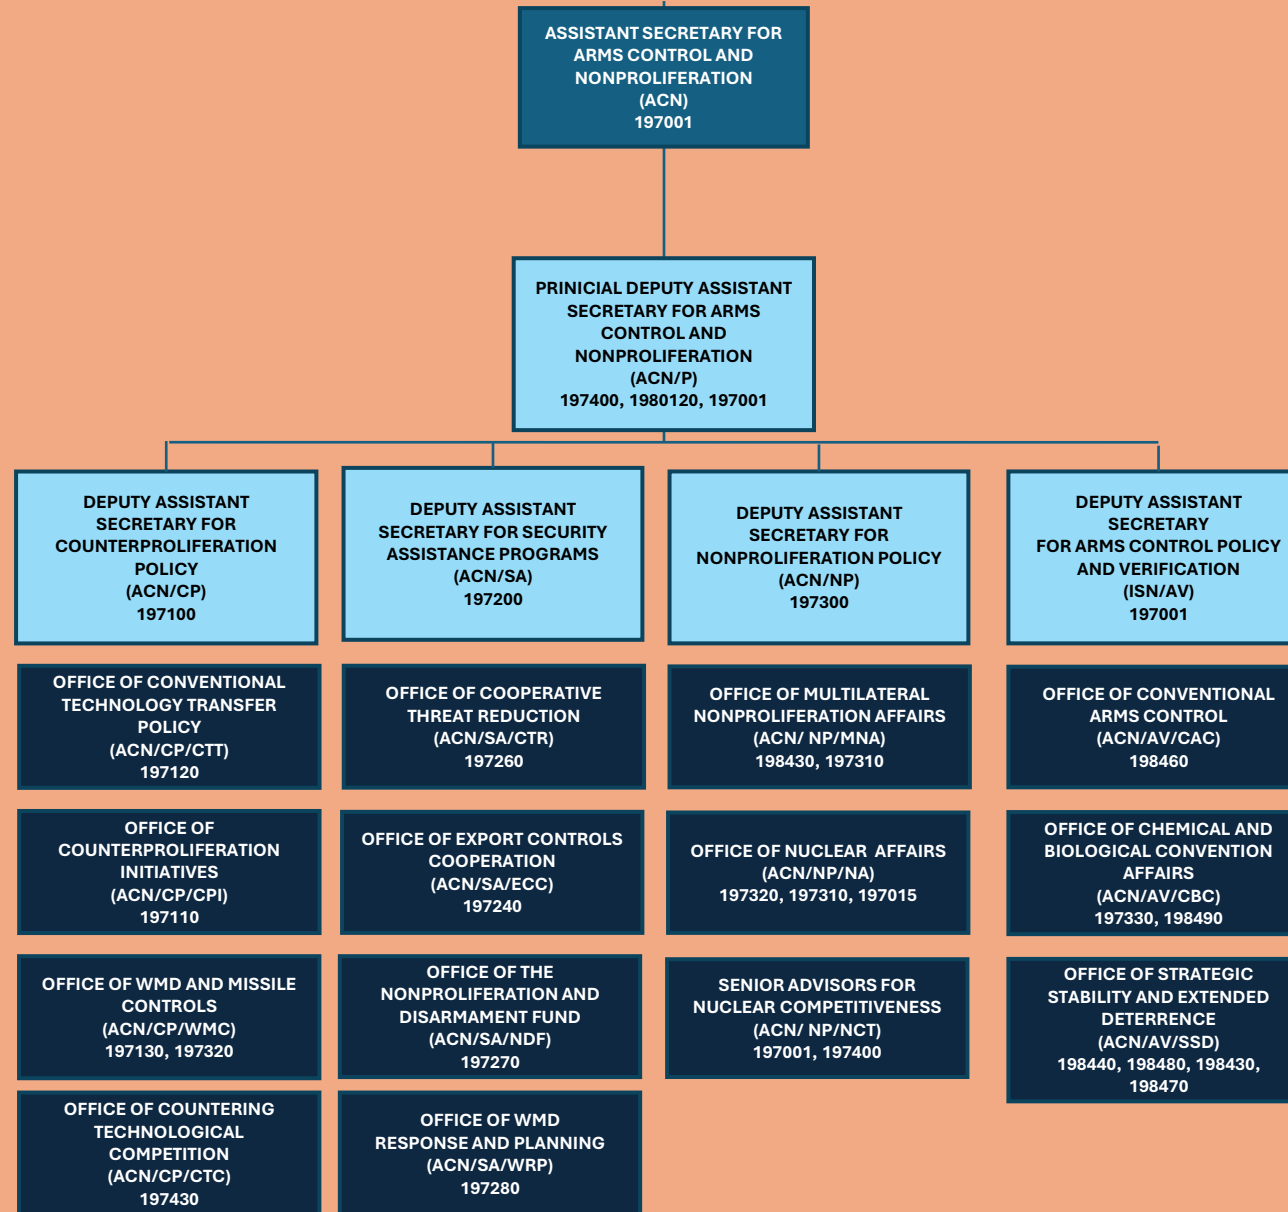 ASSISTANT SECRETARY FOR
ARMS CONTROL AND
NONPROLIFERATION
(ACN)
197001
PRINICIAL DEPUTY ASSISTANT
SECRETARY FOR ARMS
CONTROL AND
NONPROLIFERATION
(ACN/P)
197400, 1980120, 197001
DEPUTY ASSISTANT
SECRETARY FOR
COUNTERPROLIFERATION
POLICY
(ACN/CP)
197100
DEPUTY ASSISTANT
SECRETARY FOR SECURITY
ASSISTANCE PROGRAMS
(ACN/SA)
197200
DEPUTY ASSISTANT
SECRETARY FOR
NONPROLIFERATION POLICY
(ACN/NP)
197300
DEPUTY ASSISTANT
SECRETARY
FOR ARMS CONTROL POLICY
AND VERIFICATION
(ISN/AV)
197001
OFFICE OF CONVENTIONAL
TECHNOLOGY TRANSFER
POLICY
(ACN/CP/CTT)
197120
OFFICE OF COOPERATIVE
THREAT REDUCTION
(ACN/SA/CTR)
197260
OFFICE OF MULTILATERAL
NONPROLIFERATION AFFAIRS
(ACN/ NP/MNA)
198430, 197310
OFFICE OF CONVENTIONAL
ARMS CONTROL
(ACN/AV/CAC)
198460
OFFICE OF
COUNTERPROLIFERATION
INITIATIVES
(ACN/CP/CPI)
197110
OFFICE OF EXPORT CONTROLS
COOPERATION
(ACN/SA/ECC)
197240
OFFICE OF NUCLEAR AFFAIRS
(ACN/NP/NA)
197320, 197310, 197015
OFFICE OF CHEMICAL AND
BIOLOGICAL CONVENTION
AFFAIRS
(ACN/AV/CBC)
197330, 198490
OFFICE OF WMD AND MISSILE
CONTROLS
(ACN/CP/WMC)
197130, 197320
OFFICE OF THE
NONPROLIFERATION AND
DISARMAMENT FUND
(ACN/SA/NDF)
197270
SENIOR ADVISORS FOR
NUCLEAR COMPETITIVENESS
(ACN/ NP/NCT)
197001, 197400
OFFICE OF STRATEGIC
STABILITY AND EXTENDED
DETERRENCE
(ACN/AV/SSD)
198440, 198480, 198430,
198470
OFFICE OF COUNTERING
TECHNOLOGICAL
COMPETITION
(ACN/CP/CTC)
197430
OFFICE OF WMD
RESPONSE AND PLANNING
(ACN/SA/WRP)
197280